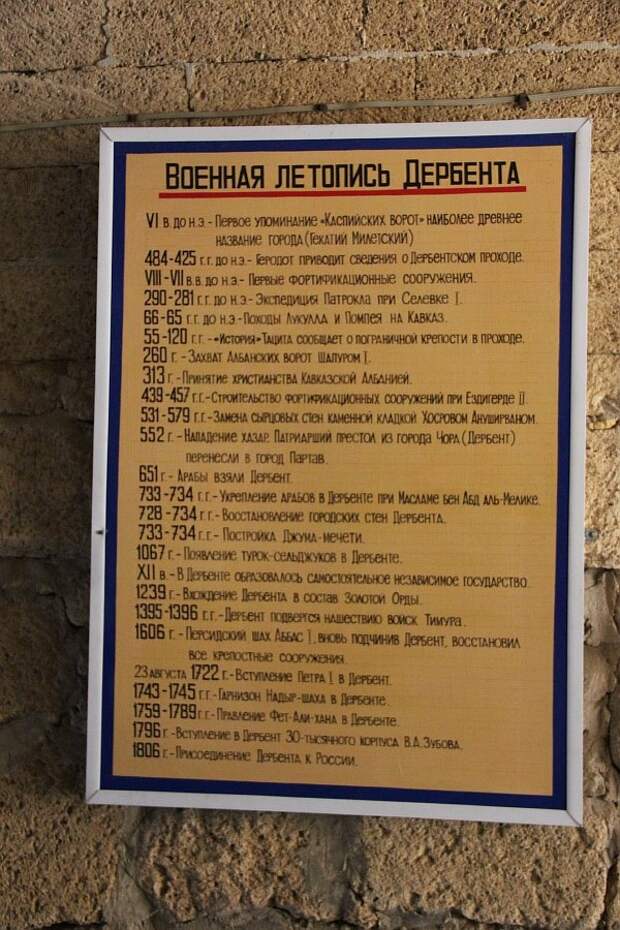 Военная летопись Дербента
VI в. до н.э.- Первое упоминание «Каспийских ворот» наиболее древнее
название города (Гекатий Милетский)
484-425 г.г. до н.э.- Геродот приводит сведения о Дербентском проходе.
VIII-VII в.в. до н.э.- Первые фортификационные сооружения.
290-281 г.г. до н.э.- Экспедиция Патрокла при Селевке I.
66-65 г.г. до н.э.- Походы Лукулла и Помпея на Кавказ.
55-120 г.г.- «История» Тацита сообщает о пограничной крепости в проходе.
260 г.- Захват Албанских ворот Шапуром I.
313 г.- Принятие христианства Кавказской Албанией.
439-457 г.г.- Строительство фортификационных сооружений при Ездигерде II.
531-579 г.г.- Замена сырцовых стен каменной кладкой Хосровом Ануширваном.
552 г.- Нападение хазар. Патриарший престол из города Чора (Дербент)
перенесли в город Партав.
651 г.- Арабы взяли Дербент.
733-734 г.г.- Укрепление арабов в Дербенте при Масламе бен Абд аль-Мелике.
728-734 г.г.- Восстановление городских стен Дербента.
733-734 г.г.- Постройка Джума-мечети.
1067 г.- Появление турок-сельджуков в Дербенте.
XII в.- В Дербенте образовалось самостоятельное независимое государство.
1239 г.- Вхождение Дербента в состав Золотой Орды.
1395-1396 г.г.- Дербент подвергся нашествию войск Тимура.
1606 г.- Персидский шах Аббас I, вновь подчинив Дербент, восстановил
все крепостные сооружения.
23 августа 1722 г.- Вступление Петра I в Дербент.
1743-1745 г.г.- Гарнизон Надыр-шаха в Дербенте.
1759-1789 г.г.- Правление Фет-Али-хана в Дербенте.
1796 г.- Вступление в Дербент 30-тысячного корпуса В.А.Зубова.
1806 г.- Присоединение Дербента к России.